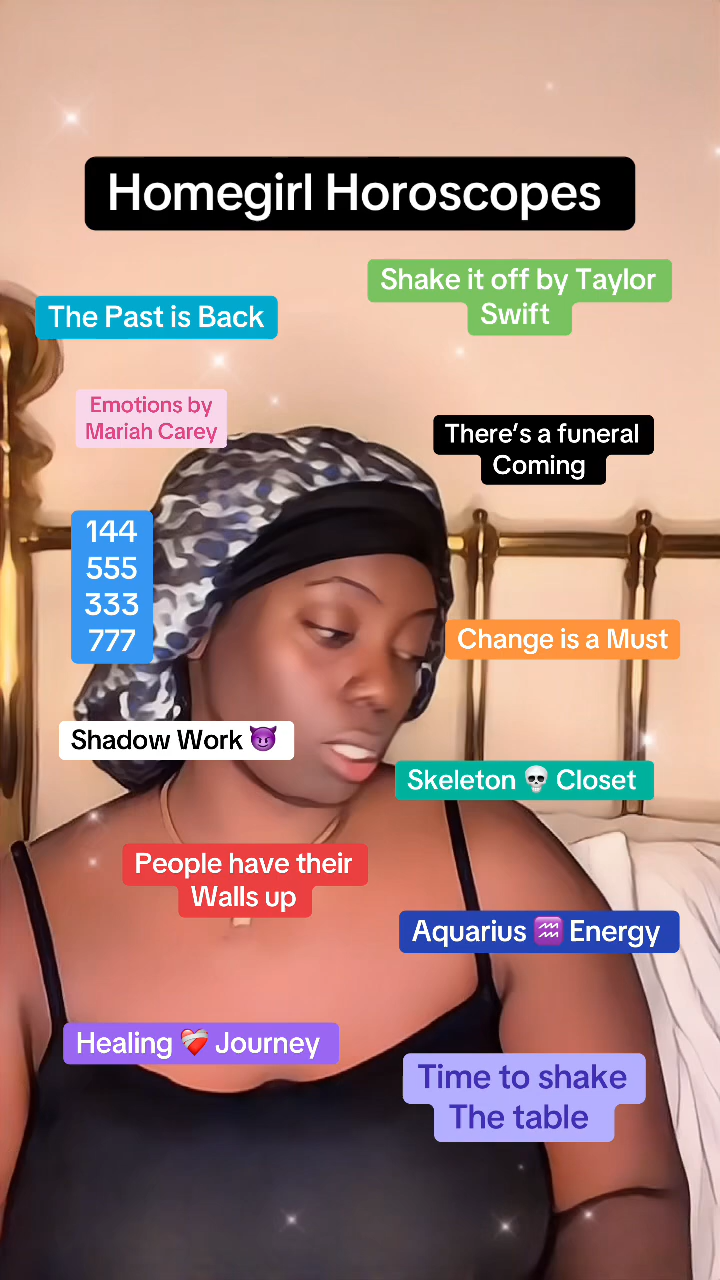 Homegirl Horoscopes
Shake it off by Taylor
Swift
The Past is Back
Emotions by
Mariah Carey
There's a funeral
Coming
144
555
333
777
Change is a Must
Shadow Work 😈
Skeleton 💀 Closet
People have their
Walls up
Aquarius ♒ Energy
Healing ❤️‍🩹 Journey
Time to shake
The table